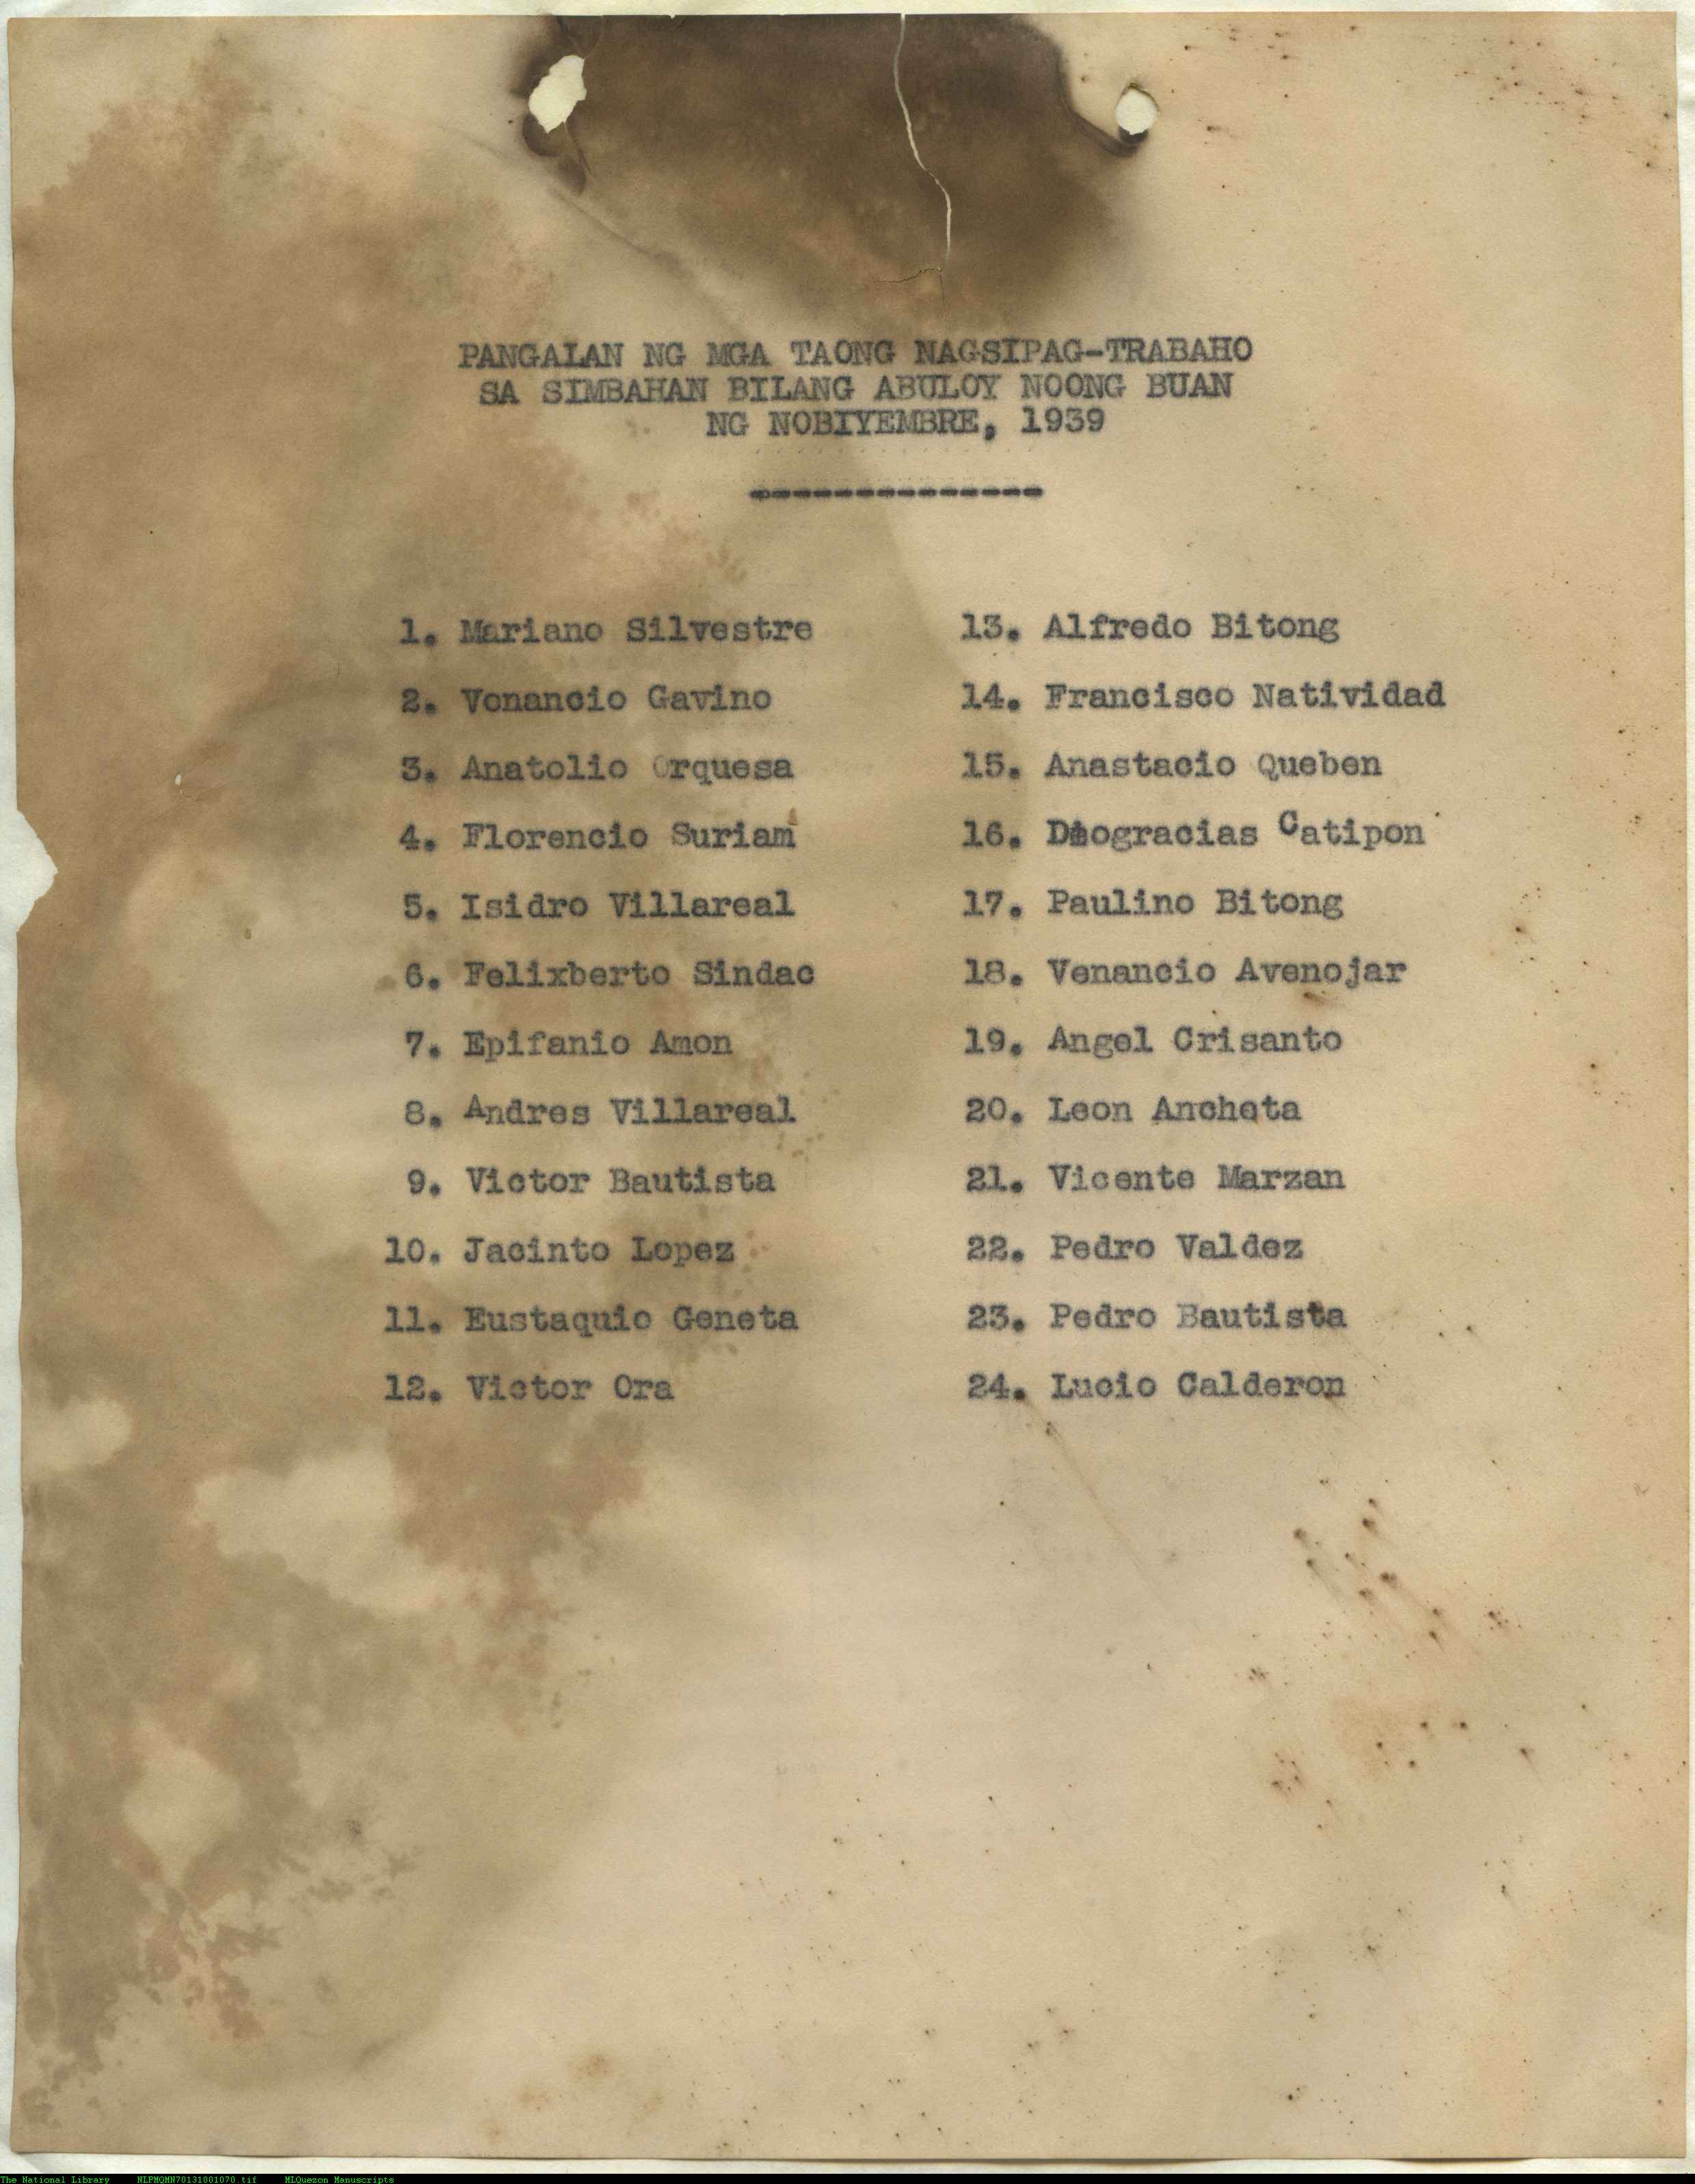 PANGALAN NG MGA TAONG NAGSIPAG-TRABAHO
SA SIMBAHAN BILANG ABULOY NOONG BUAN
NG NOBIYEMBRE, 1939
--------------
1. Mariano Silvestre
2. Venancio Gavino
3. Anatolio Orquesa
4. Florencio Suriam
5. Isidro Villareal
6. Felixberto Sindac
7. Epifanio Amon
8. Andres Villareal
9. Victor Bautista
10. Jacinto Lopez
11. Eustaquio Geneta
12. Victor Ora
13. Alfredo Bitong
14. Francisco Natividad
15. Anastacio Queben
16. Diogracias Catipon
17. Paulino Bitong
18. Venancio Avenojar
19. Angel Crisanto
20. Leon Ancheta
21. Vicente Marzan
22. Pedro Valdez
23. Pedro Bautista
24. Lucio Calderon
The National Library NLPMQMN70131001070.tif MLQuezon Manuscripts